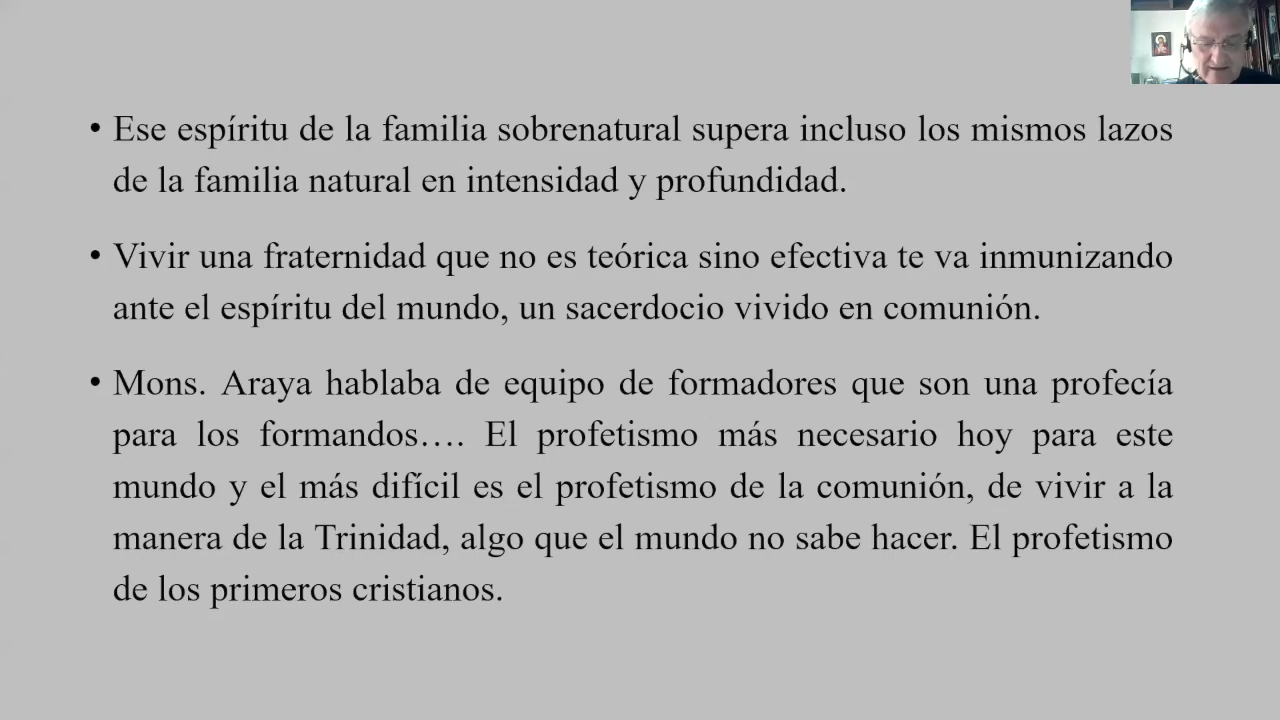 • Ese espíritu de la familia sobrenatural supera incluso los mismos lazos
de la familia natural en intensidad y profundidad.
• Vivir una fraternidad que no es teórica sino efectiva te va inmunizando
ante el espíritu del mundo, un sacerdocio vivido en comunión.
• Mons. Araya hablaba de equipo de formadores que son una profecía
para los formandos…. El profetismo más necesario hoy para este
mundo y el más difícil es el profetismo de la comunión, de vivir a la
manera de la Trinidad, algo que el mundo no sabe hacer. El profetismo
de los primeros cristianos.